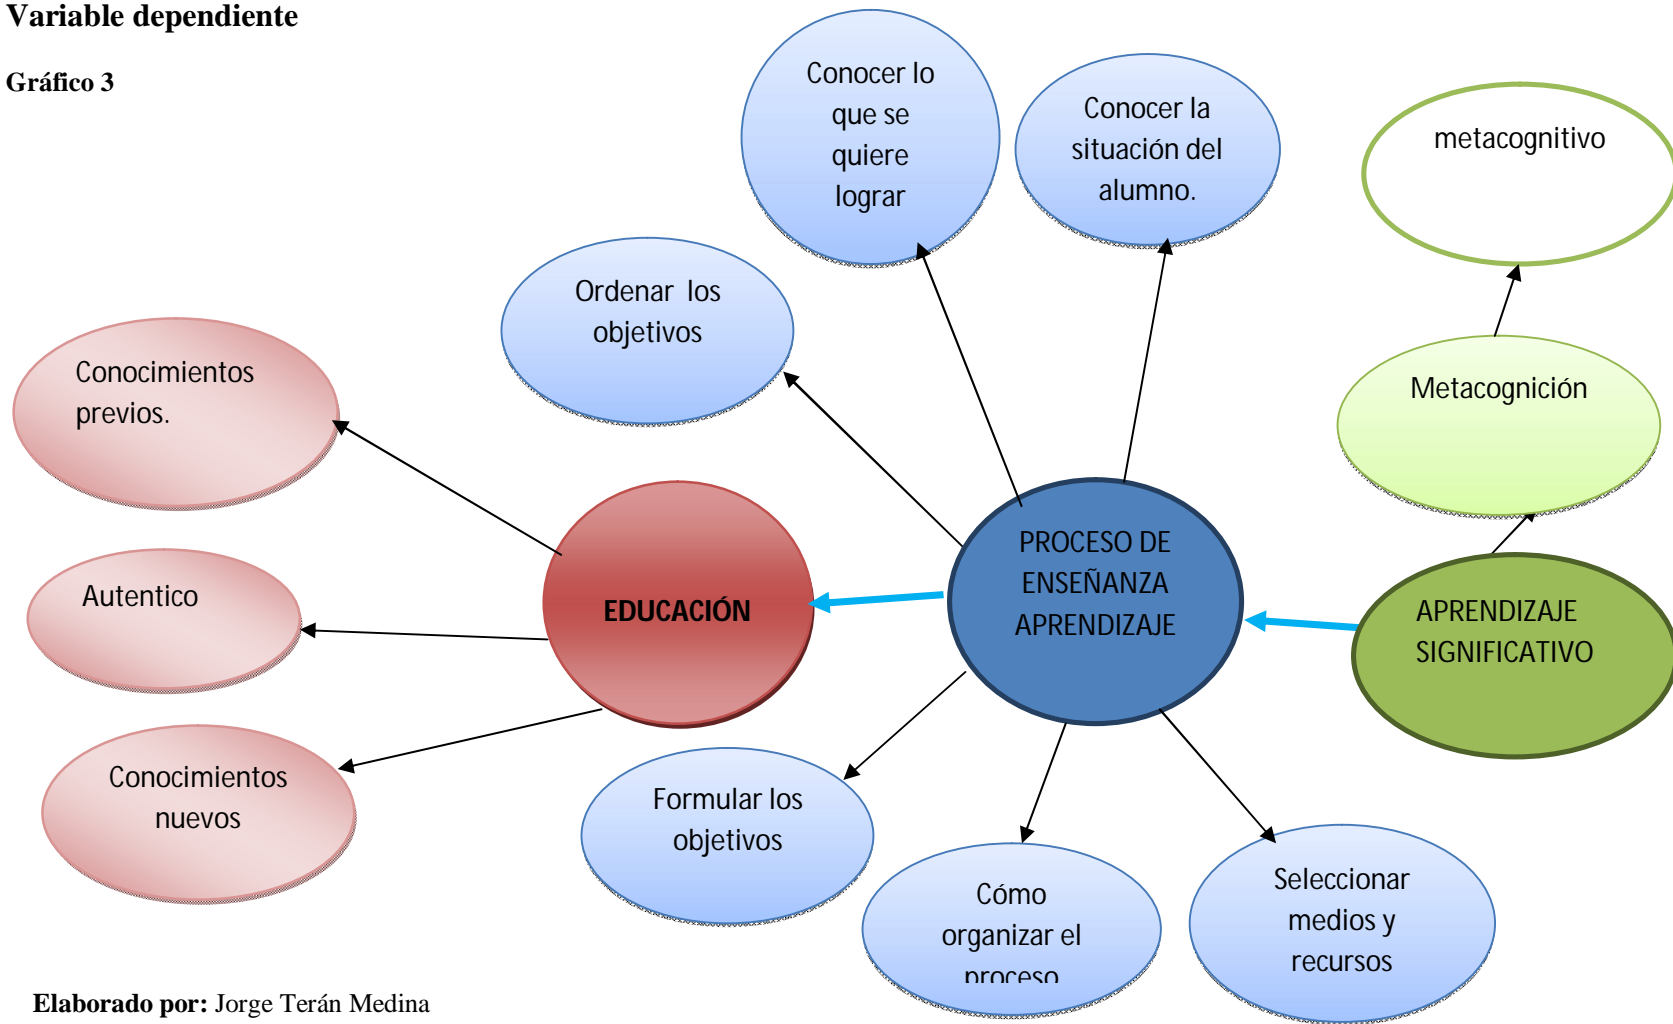 Variable dependiente
Gráfico 3
Conocer lo
que se
quiere
lograr
Conocer la
situación del
alumno.
metacognitivo
Ordenar los
objetivos
Conocimientos
previos.
Metacognición
PROCESO DE
ENSEÑANZA
APRENDIZAJE
EDUCACIÓN
Autentico
APRENDIZAJE
SIGNIFICATIVO
Conocimientos
nuevos
Formular los
objetivos
Cómo
organizar el
proceso
Seleccionar
medios y
recursos
Elaborado por: Jorge Terán Medina